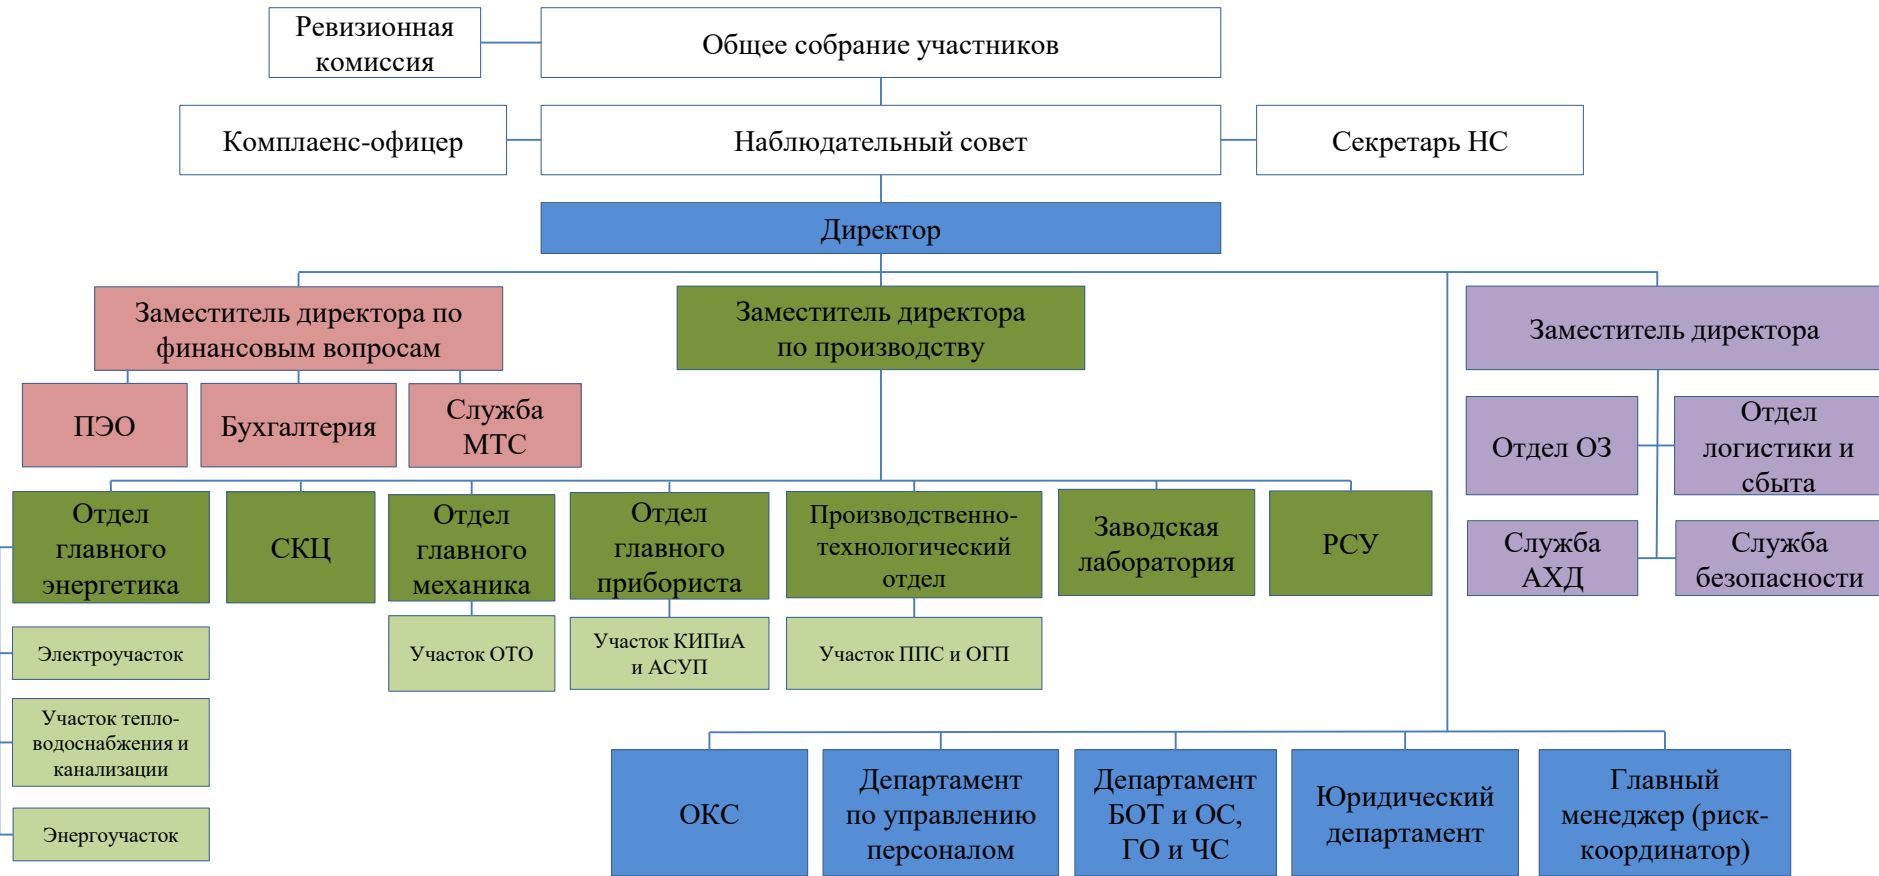 Ревизионная
комиссия
Общее собрание участников
Комплаенс-офицер
Наблюдательный совет
Секретарь НС
Директор
Заместитель директора по
финансовым вопросам
Заместитель директора
по производству
Заместитель директора
ПЭО
Бухгалтерия
Служба
МТС
Отдел ОЗ
Отдел
логистики и
сбыта
Служба
АХД
Служба
безопасности
Отдел
главного
энергетика
СКЦ
Отдел
главного
механика
Отдел
главного
прибориста
Производственно-
технологический
отдел
Заводская
лаборатория
РСУ
Электроучасток
Участок тепло-
водоснабжения и
канализации
Энергоучасток
Участок ОТО
Участок КИПиА
и АСУП
Участок ППС и ОГП
ОКС
Департамент
по управлению
персоналом
Департамент
БОТ и ОС,
ГО и ЧС
Юридический
департамент
Главный
менеджер (риск-
координатор)